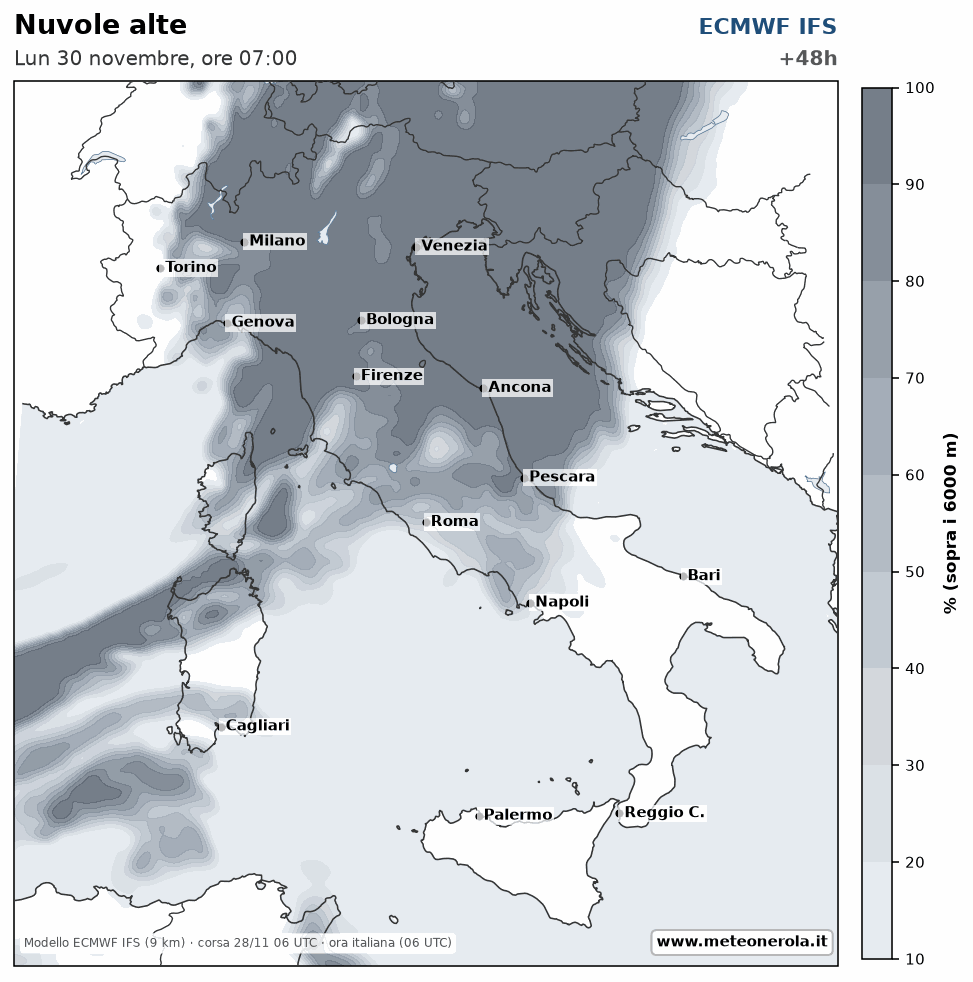 Nuvole alte
ECMWF IFS
Lun 30 novembre, ore 07:00
+48h
Milano
Venezia
Torino
Genova
Bologna
Firenze
Ancona
Pescara
Roma
Bari
Napoli
Cagliari
Palermo
Reggio C.
100
90
80
70
60
50
40
30
20
10
% (sopra i 6000 m)
Modello ECMWF IFS (9 km) · corsa 28/11 06 UTC · ora italiana (06 UTC)
www.meteonerola.it